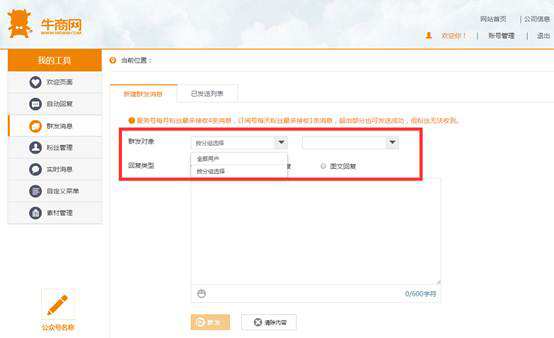 牛商网
网站首页 | 公司信息
欢迎你！ | 账号管理 | 退出
我的工具
欢迎页面
自动回复
群发消息
粉丝管理
实时消息
自定义菜单
素材管理
公众号名称
当前位置：
新建群发消息 已发送列表
服务号每月粉丝最多接收4条消息，订阅号每天粉丝最多接收1条消息，超出部分也可发送成功，但粉丝无法收到。
群发对象 按分组选择
全部用户
按分组选择
回复类型 复 图文回复
0/600字符
群发 清除内容